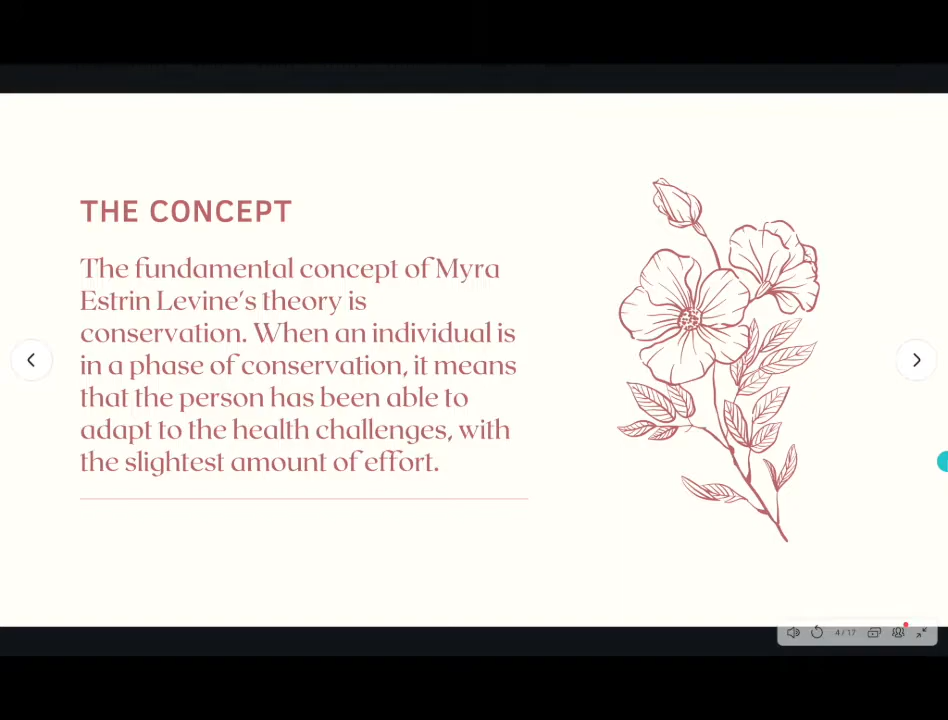 THE CONCEPT
The fundamental concept of Myra
Estrin Levine's theory is
conservation. When an individual is
in a phase of conservation, it means
that the person has been able to
adapt to the health challenges, with
the slightest amount of effort.
4/17